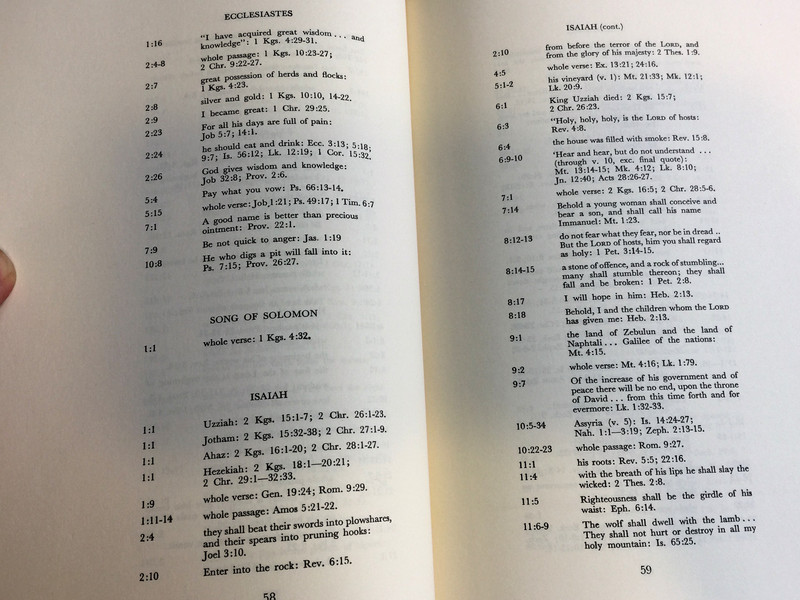 ECCLESIASTES
1:16 "I have acquired great wisdom... and
knowledge": 1 Kgs. 4:29-31.
2:4-8 whole passage: 1 Kgs. 10:23-27;
2 Chr. 9:22-27.
2:7 great possession of herds and flocks:
1 Kgs. 4:23.
2:8 silver and gold: 1 Kgs. 10:10, 14-22.
2:9 I became great: 1 Chr. 29:25.
2:23 For all his days are full of pain:
Job 5:7; 14:1.
2:24 he should eat and drink: Ecc. 3:13; 5:18;
9:7; Is. 56:12; Lk. 12:19; 1 Cor. 15:32.
2:26 God gives wisdom and knowledge:
Job 32:8; Prov. 2:6.
5:4 Pay what you vow: Ps. 66:13-14.
5:15 whole verse: Job 1:21; Ps. 49:17; 1 Tim. 6:7
7:1 A good name is better than precious
ointment: Prov. 22:1.
7:9 Be not quick to anger: Jas. 1:19
10:8 He who digs a pit will fall into it:
Ps. 7:15; Prov. 26:27.
SONG OF SOLOMON
1:1 whole verse: 1 Kgs. 4:32.
ISAIAH
1:1 Uzziah: 2 Kgs. 15:1-7; 2 Chr. 26:1-23.
1:1 Jotham: 2 Kgs. 15:32-38; 2 Chr. 27:1-9.
1:1 Ahaz: 2 Kgs. 16:1-20; 2 Chr. 28:1-27.
1:1 Hezekiah: 2 Kgs. 18:1—20:21;
2 Chr. 29:1—32:33.
1:9 whole verse: Gen. 19:24; Rom. 9:29.
1:11-14 whole passage: Amos 5:21-22.
2:4 they shall beat their swords into plowshares,
and their spears into pruning hooks:
Joel 3:10.
2:10 Enter into the rock: Rev. 6:15.
58
ISAIAH (cont.)
2:10 from before the terror of the LORD, and
from the glory of his majesty: 2 Thes. 1:9.
4:5 whole verse: Ex. 13:21; 24:16.
5:1-2 his vineyard (v. 1): Mt. 21:33; Mk. 12:1;
Lk. 20:9.
6:1 King Uzziah died: 2 Kgs. 15:7;
2 Chr. 26:23.
6:3 "Holy, holy, holy, is the LORD of hosts:
Rev. 4:8.
6:4 the house was filled with smoke: Rev. 15:8.
6:9-10 'Hear and hear, but do not understand ...
(through v. 10, exc. final quote):
Mt. 13:14-15; Mk. 4:12; Lk. 8:10;
Jn. 12:40; Acts 28:26-27.
7:1 whole verse: 2 Kgs. 16:5; 2 Chr. 28:5-6.
7:14 Behold a young woman shall conceive and
bear a son, and shall call his name
Immanuel: Mt. 1:23.
8:12-13 do not fear what they fear, nor be in dread ..
But the LORD of hosts, him you shall regard
as holy: 1 Pet. 3:14-15.
8:14-15 a stone of offence, and a rock of stumbling...
many shall stumble thereon; they shall
fall and be broken: 1 Pet. 2:8.
8:17 I will hope in him: Heb. 2:13.
8:18 Behold, I and the children whom the LORD
has given me: Heb. 2:13.
9:1 the land of Zebulun and the land of
Naphtali... Galilee of the nations:
Mt. 4:15.
9:2 whole verse: Mt. 4:16; Lk. 1:79.
9:7 Of the increase of his government and of
peace there will be no end, upon the throne
of David... from this time forth and for
evermore: Lk. 1:32-33.
10:5-34 Assyria (v. 5): Is. 14:24-27;
Nah. 1:1—3:19; Zeph. 2:13-15.
10:22-23 whole passage: Rom. 9:27.
11:1 his roots: Rev. 5:5; 22:16.
11:4 with the breath of his lips he shall slay the
wicked: 2 Thes. 2:8.
11:5 Righteousness shall be the girdle of his
waist: Eph. 6:14.
11:6-9 The wolf shall dwell with the lamb...
They shall not hurt or destroy in all my
holy mountain: Is. 65:25.
59